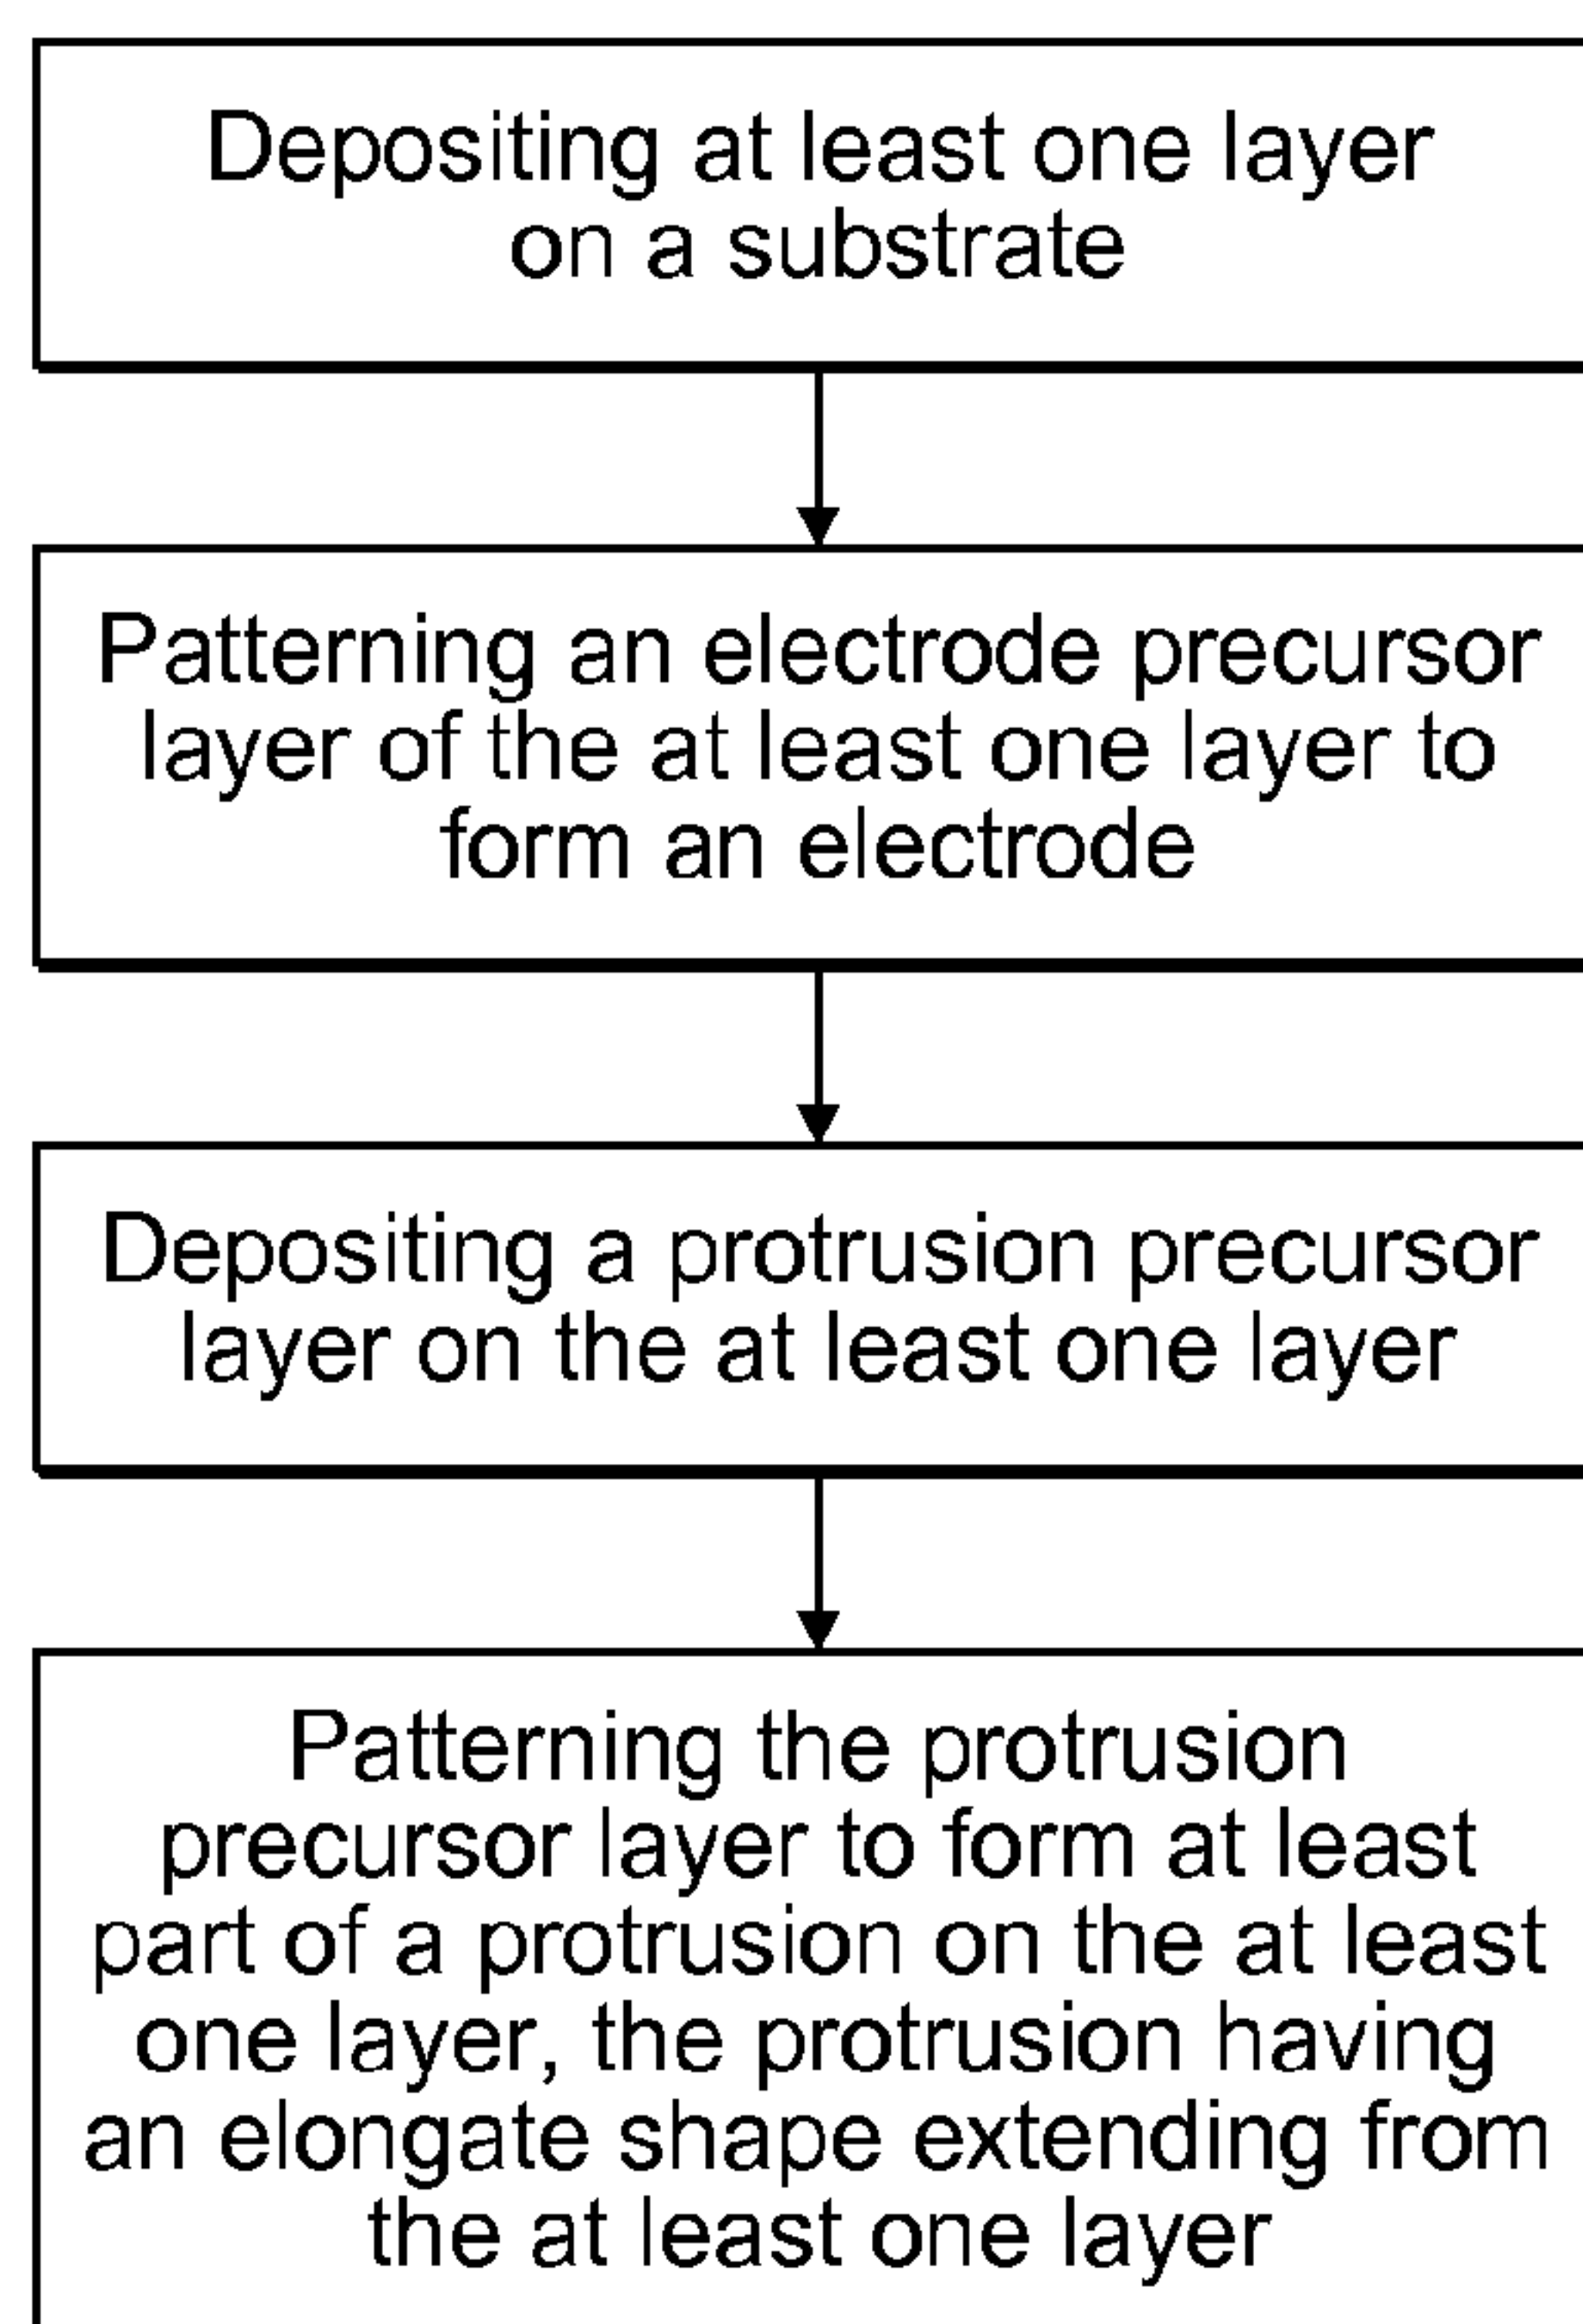 Depositing at least one layer
on a substrate
Patterning an electrode precursor
layer of the at least one layer to
form an electrode
Depositing a protrusion precursor
layer on the at least one layer
Patterning the protrusion
precursor layer to form at least
part of a protrusion on the at least
one layer, the protrusion having
an elongate shape extending from
the at least one layer